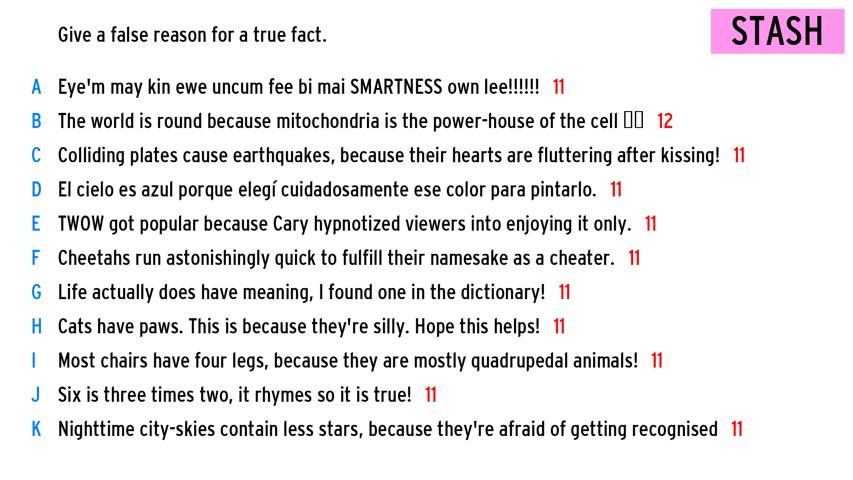 Give a false reason for a true fact.
STASH
A Eye'm may kin ewe uncum fee bi mai SMARTNESS own lee!!!!!! 11
B The world is round because mitochondria is the power-house of the cell 12
C Colliding plates cause earthquakes, because their hearts are fluttering after kissing! 11
D El cielo es azul porque elegí cuidadosamente ese color para pintarlo. 11
E TWOW got popular because Cary hypnotized viewers into enjoying it only. 11
F Cheetahs run astonishingly quick to fulfill their namesake as a cheater. 11
G Life actually does have meaning, I found one in the dictionary! 11
H Cats have paws. This is because they're silly. Hope this helps! 11
I Most chairs have four legs, because they are mostly quadrupedal animals! 11
J Six is three times two, it rhymes so it is true! 11
K Nighttime city-skies contain less stars, because they're afraid of getting recognised 11